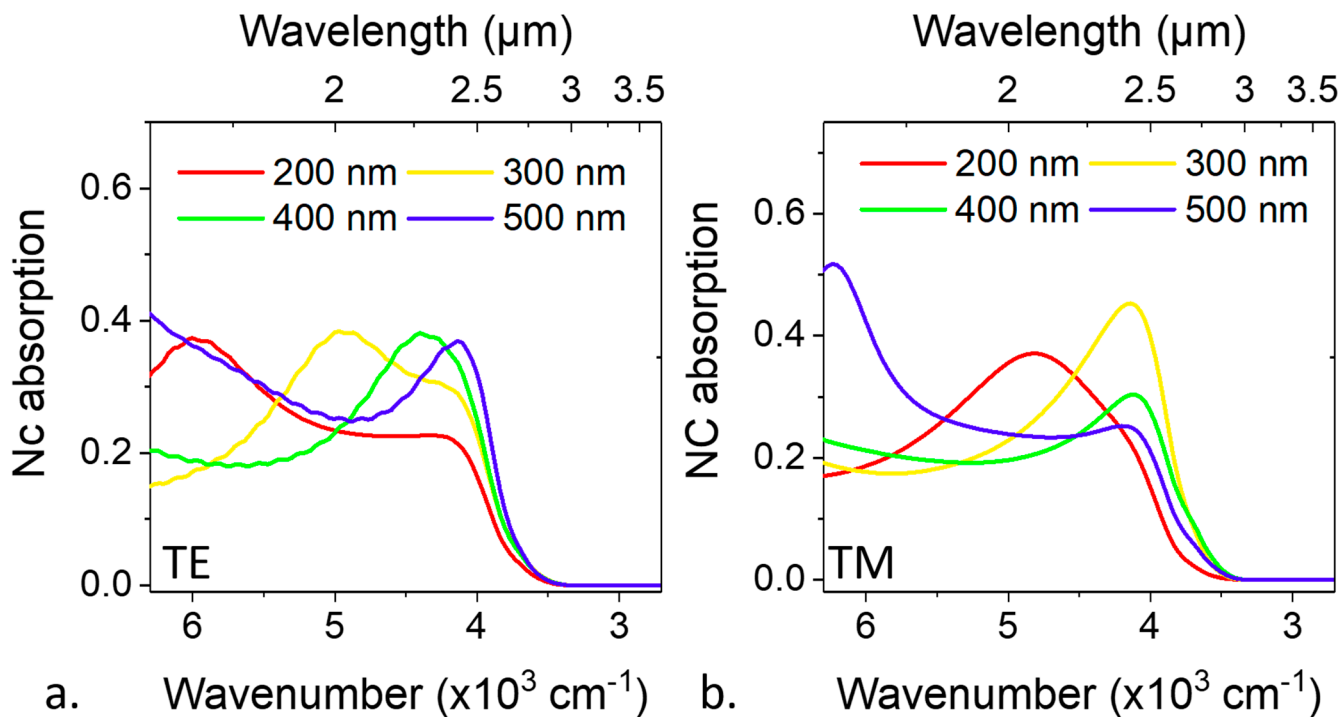 Wavelength (µm)
2 2.5 3 3.5
Nc absorption
0.6
0.4
0.2
0.0
200 nm 300 nm
400 nm 500 nm
TE
6 5 4 3
a. Wavenumber (x10³ cm⁻¹)
Wavelength (µm)
2 2.5 3 3.5
NC absorption
0.6
0.4
0.2
0.0
200 nm 300 nm
400 nm 500 nm
TM
6 5 4 3
b. Wavenumber (x10³ cm⁻¹)